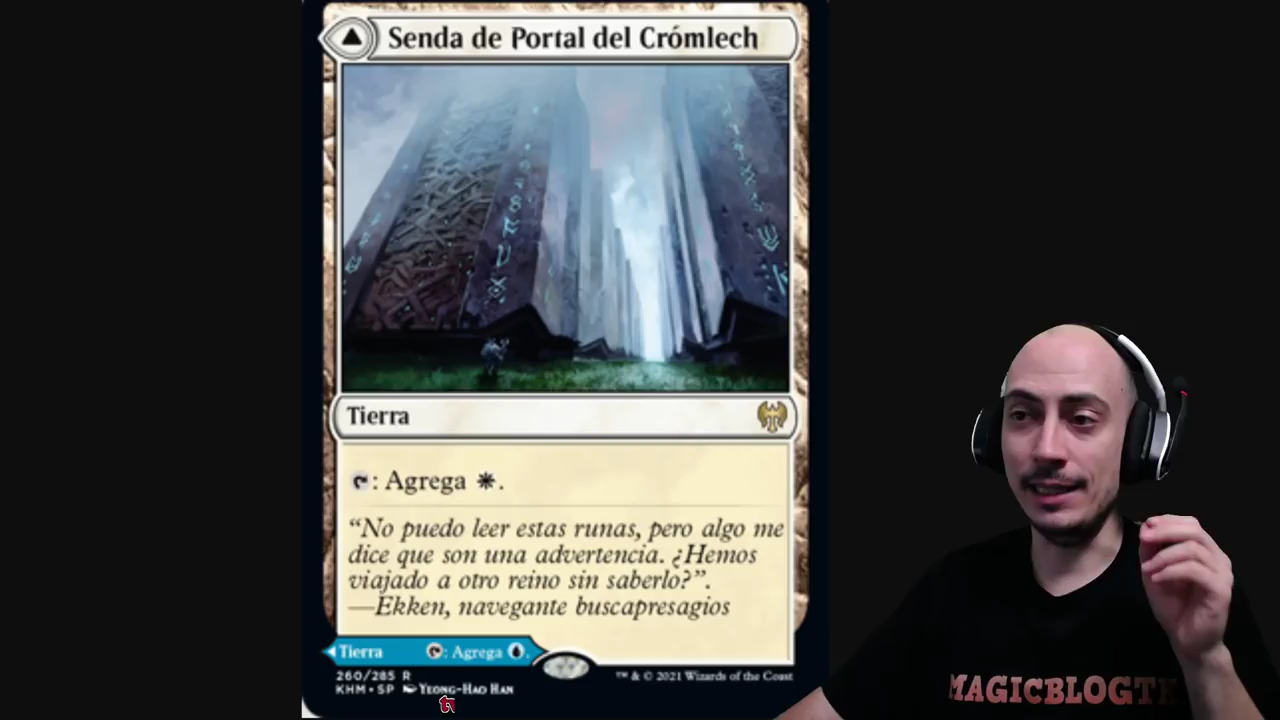 Senda de Portal del Crómlech
Tierra
: Agrega .
“No puedo leer estas runas, pero algo me
dice que son una advertencia. ¿Hemos
viajado a otro reino sin saberlo?”.
—Ekken, navegante buscapresagios
Tierra : Agrega .
260/285 R
KHM • SP Yeong-Hao Han
™ & © 2021 Wizards of the Coast